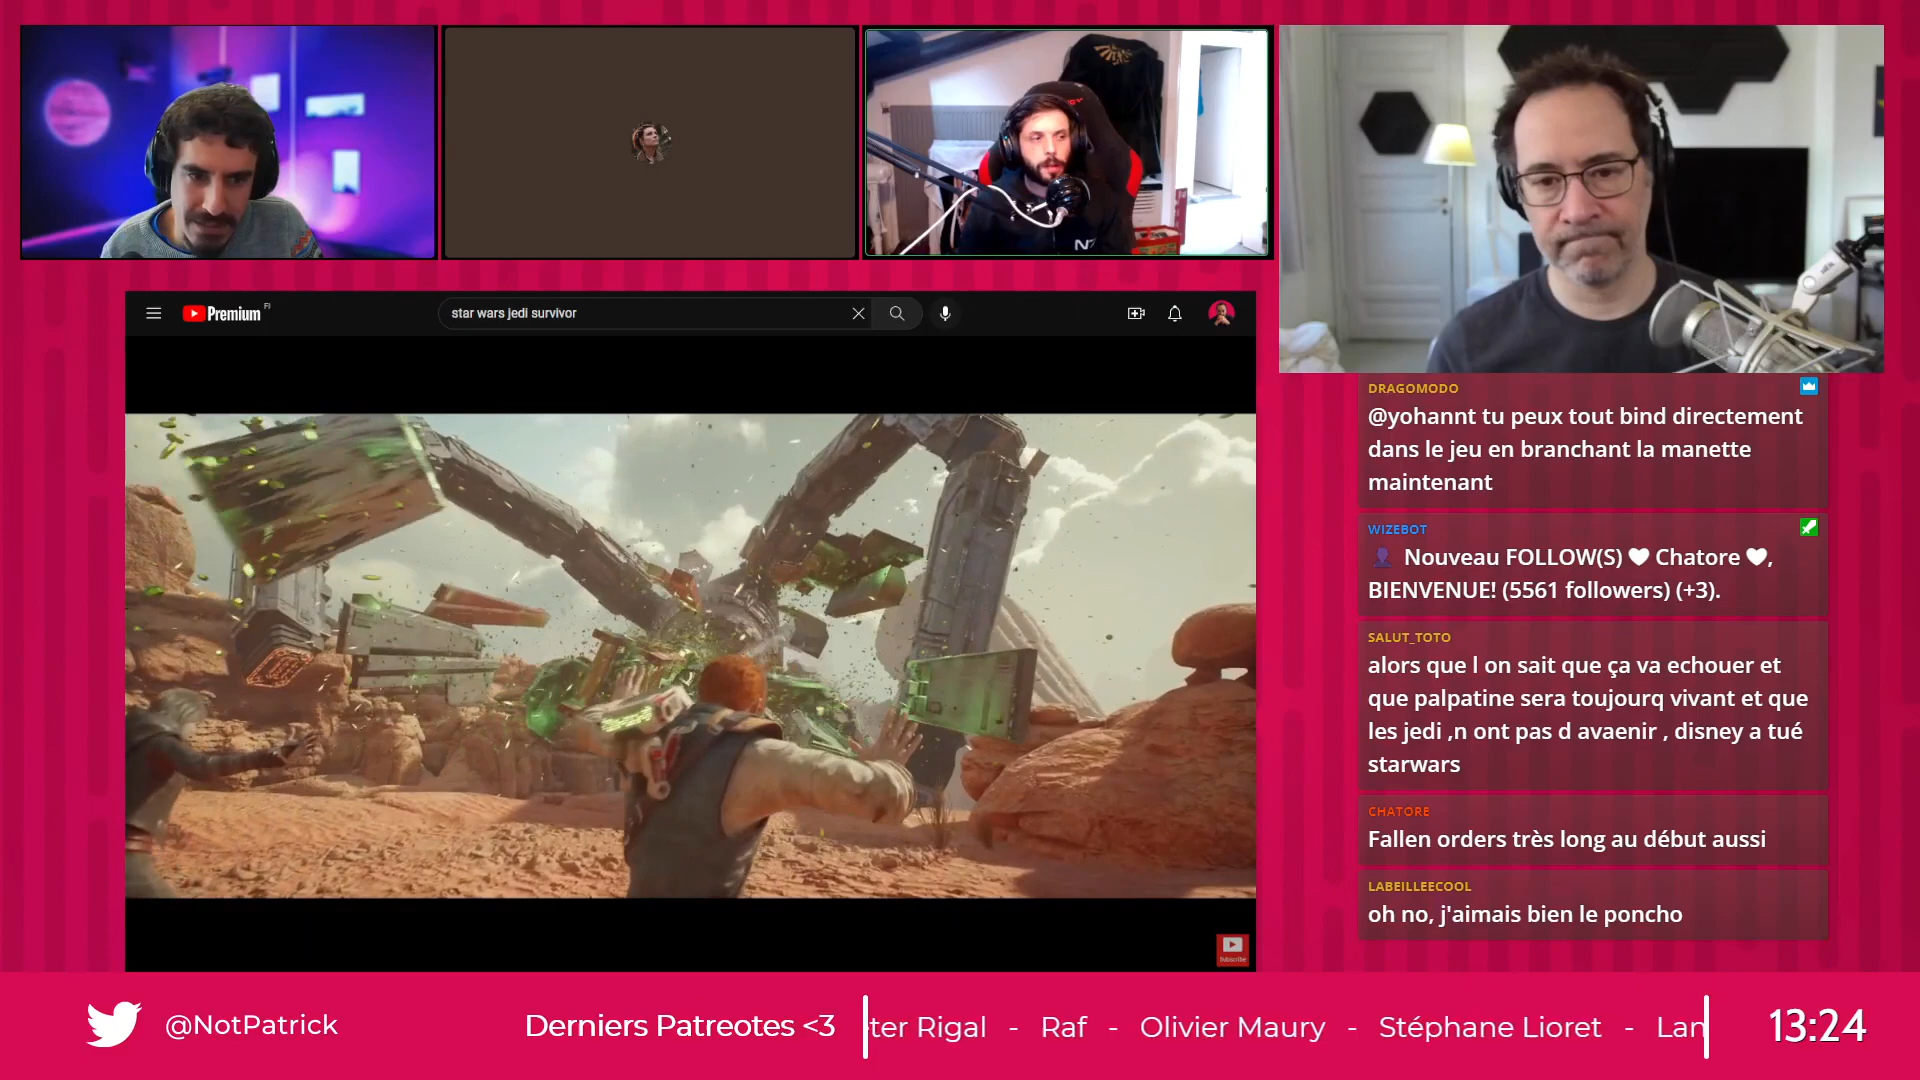 Premium FI
star wars jedi survivor
N7
Subscribe
DRAGOMODO
@yohannt tu peux tout bind directement
dans le jeu en branchant la manette
maintenant
WIZEBOT
Nouveau FOLLOW(S) ♥ Chatore ♥,
BIENVENUE! (5561 followers) (+3).
SALUT_TOTO
alors que l on sait que ça va echouer et
que palpatine sera toujourq vivant et que
les jedi ,n ont pas d avaenir , disney a tué
starwars
CHATORE
Fallen orders très long au début aussi
LABEILLEECOOL
oh no, j'aimais bien le poncho
@NotPatrick
Derniers Patreotes <3
ter Rigal - Raf - Olivier Maury - Stéphane Lioret - Lan
13:24